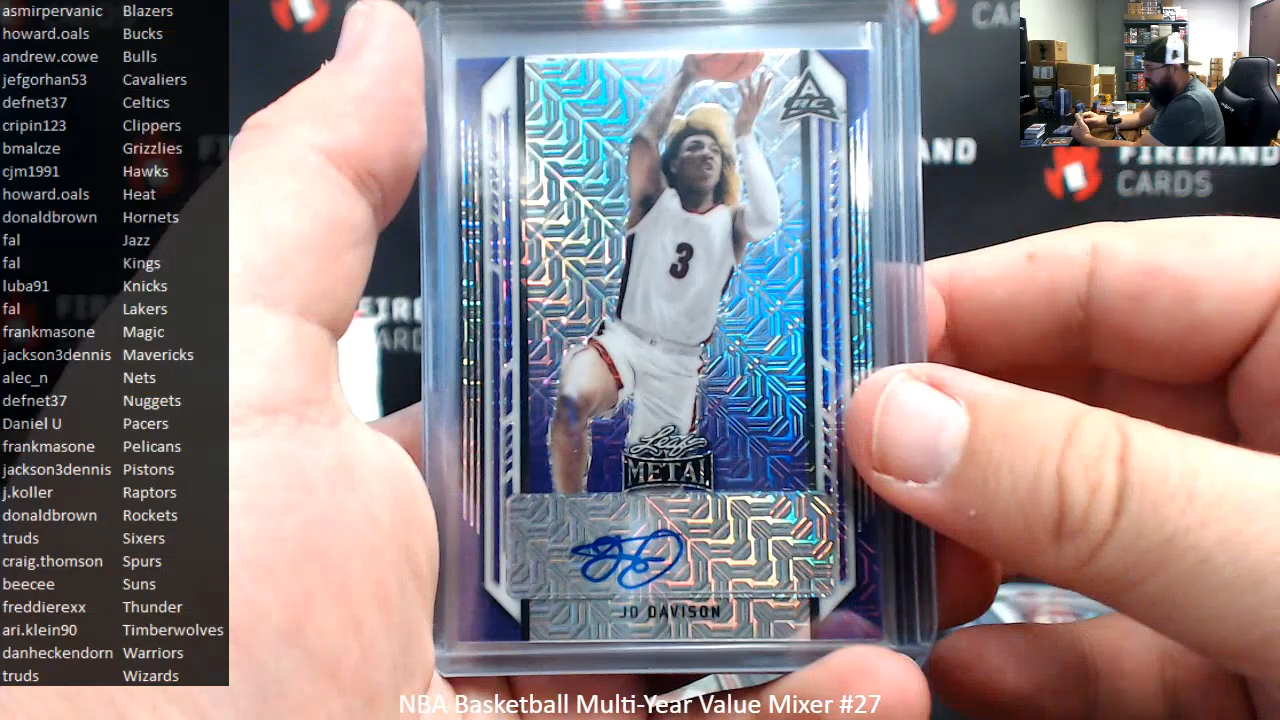 asmirpervanic Blazers
howard.oals Bucks
andrew.cowe Bulls
jefgorhan53 Cavaliers
defnet37 Celtics
cripin123 Clippers
bmalcze Grizzlies
cjm1991 Hawks
howard.oals Heat
donaldbrown Hornets
fal Jazz
fal Kings
luba91 Knicks
fal Lakers
frankmasone Magic
jackson3dennis Mavericks
alec_n Nets
defnet37 Nuggets
Daniel U Pacers
frankmasone Pelicans
jackson3dennis Pistons
j.koller Raptors
donaldbrown Rockets
truds Sixers
craig.thomson Spurs
beecee Suns
freddierexx Thunder
ari.klein90 Timberwolves
danheckendorn Warriors
truds Wizards
A
RC
3
Leaf
METAL
JD DAVISON
FIREHAND
CARDS
NBA Basketball Multi-Year Value Mixer #27